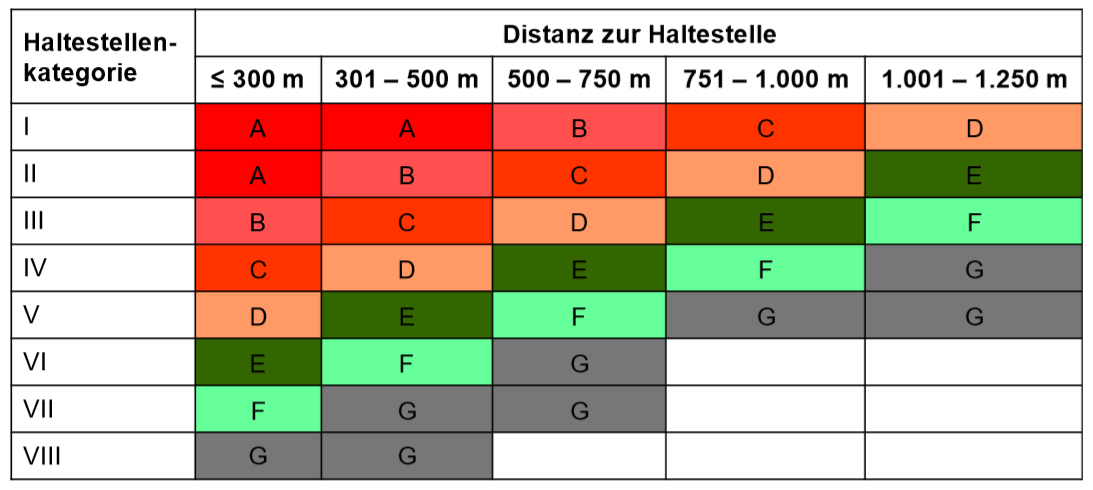 Haltestellen-
kategorie
Distanz zur Haltestelle
≤ 300 m 301 – 500 m 500 – 750 m 751 – 1.000 m 1.001 – 1.250 m
I A A B C D
II A B C D E
III B C D E F
IV C D E F G
V D E F G G
VI E F G
VII F G G
VIII G G